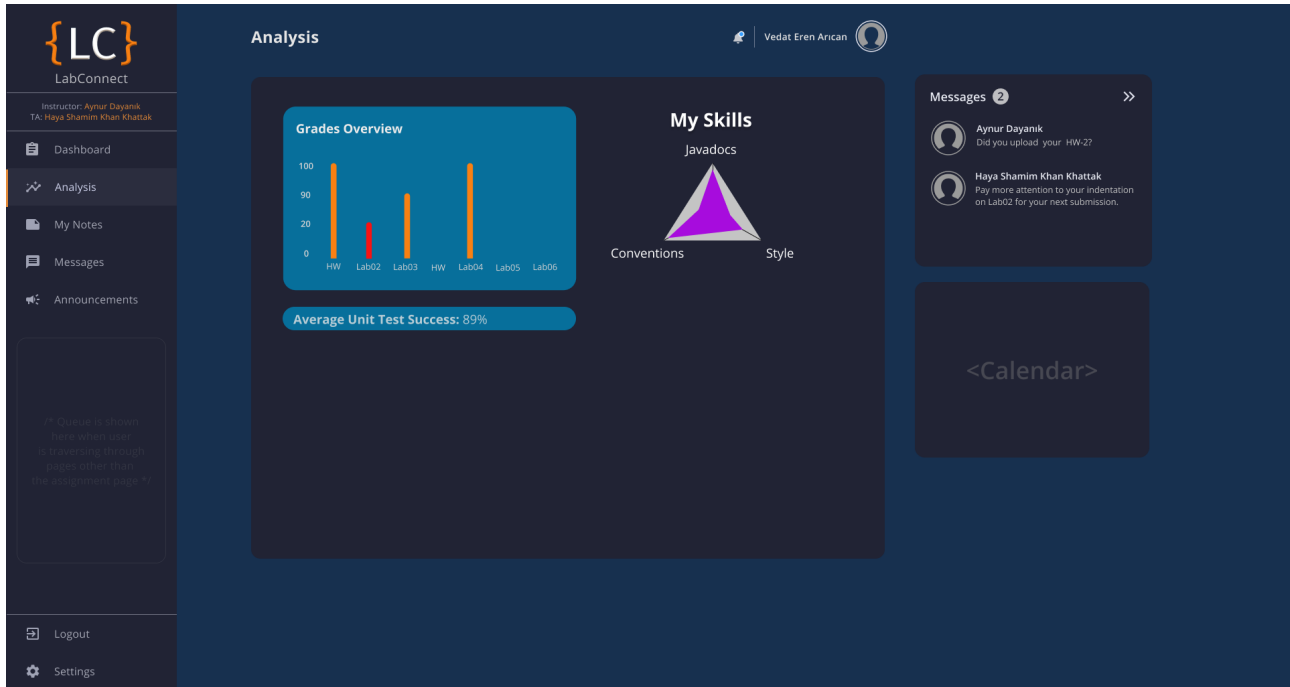 {LC}
LabConnect
Instructor: Aynur Dayanık
TA: Haya Shamim Khan Khattak
Dashboard
Analysis
My Notes
Messages
Announcements
/* Queue is shown
here when user
is traversing through
pages other than
the assignment page */
Logout
Settings
Analysis
Vedat Eren Arıcan
Grades Overview
100
90
20
0
HW
Lab02
Lab03
HW
Lab04
Lab05
Lab06
Average Unit Test Success: 89%
My Skills
Javadocs
Conventions
Style
Messages 2
Aynur Dayanık
Did you upload your HW-2?
Haya Shamim Khan Khattak
Pay more attention to your indentation
on Lab02 for your next submission.
<Calendar>